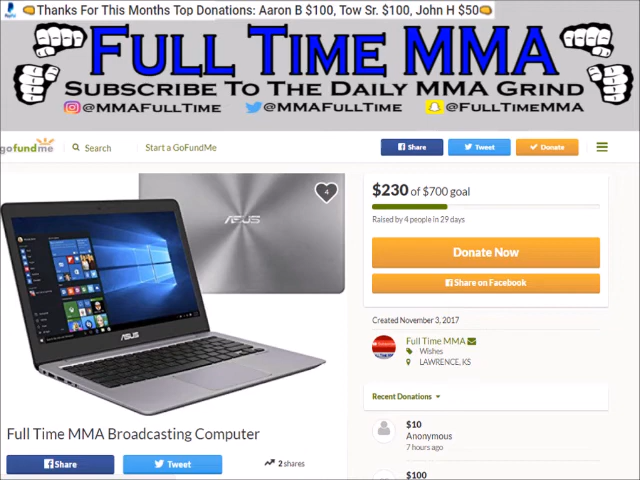 Thanks For This Months Top Donations: Aaron B $100, Tow Sr. $100, John H $50
Full Time MMA
Subscribe To The Daily MMA Grind
@MMAFullTime @MMAFullTime @FullTimeMMA
gofundme Search Start a GoFundMe Share Tweet Donate
4
ASUS
$230 of $700 goal
Raised by 4 people in 29 days
Donate Now
Share on Facebook
Created November 3, 2017
Full Time MMA
Wishes
LAWRENCE, KS
ASUS
Recent Donations
Full Time MMA Broadcasting Computer
$10
Anonymous
7 hours ago
Share Tweet 2 shares
$100